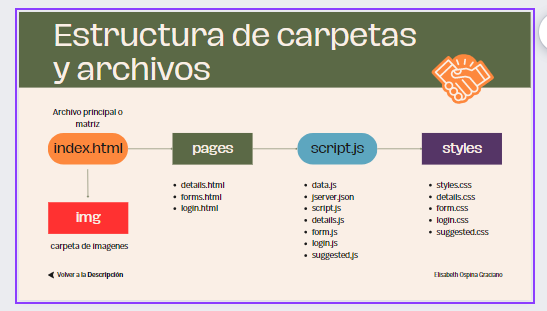 Estructura de carpetas
y archivos
Archivo principal o
matriz
index.html
pages
script.js
styles
details.html
forms.html
login.html
data.js
jserver.json
script.js
details.js
form.js
login.js
suggested.js
styles.css
details.css
form.css
login.css
suggested.css
Img
carpeta de imagenes
Volver a la Descripción
Elisabeth Ospina Graciano